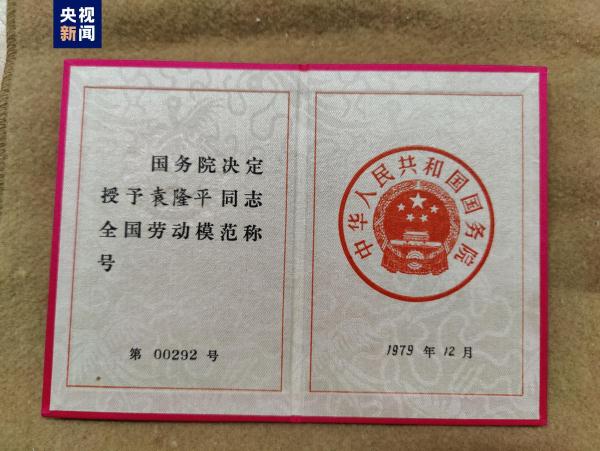 央视
新闻
国务院决定
授予袁隆平同志
全国劳动模范称
号
第 00292 号
中华人民共和国国务院
1979 年 12 月